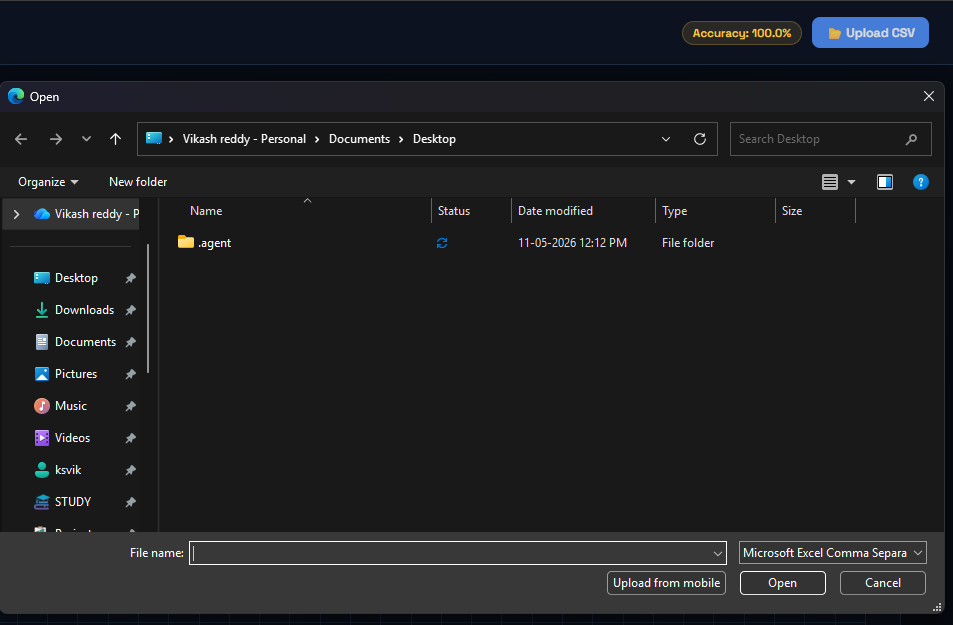 Accuracy: 100.0%
Upload CSV
Open
Vikash reddy - Personal > Documents > Desktop
Search Desktop
Organize
New folder
Vikash reddy - P
Name
Status
Date modified
Type
Size
.agent
11-05-2026 12:12 PM
File folder
Desktop
Downloads
Documents
Pictures
Music
Videos
ksvik
STUDY
File name:
Microsoft Excel Comma Separa
Upload from mobile
Open
Cancel